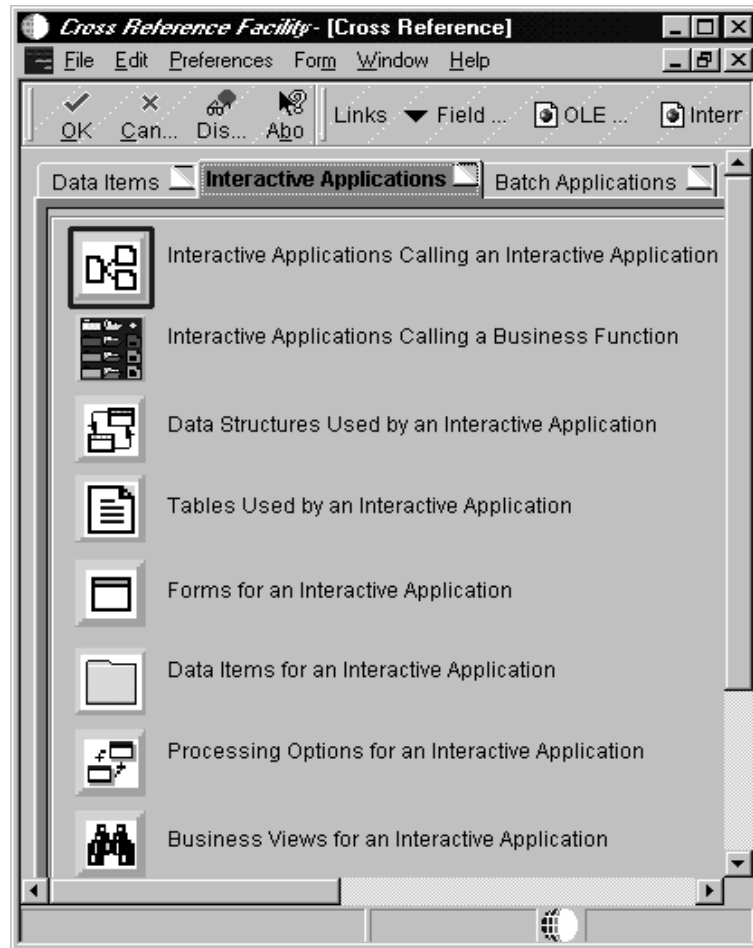 Cross Reference Facility - [Cross Reference]
File Edit Preferences Form Window Help
OK Can... Dis... Abo Links Field ... OLE ... Interr
Data Items Interactive Applications Batch Applications
Interactive Applications Calling an Interactive Application
Interactive Applications Calling a Business Function
Data Structures Used by an Interactive Application
Tables Used by an Interactive Application
Forms for an Interactive Application
Data Items for an Interactive Application
Processing Options for an Interactive Application
Business Views for an Interactive Application